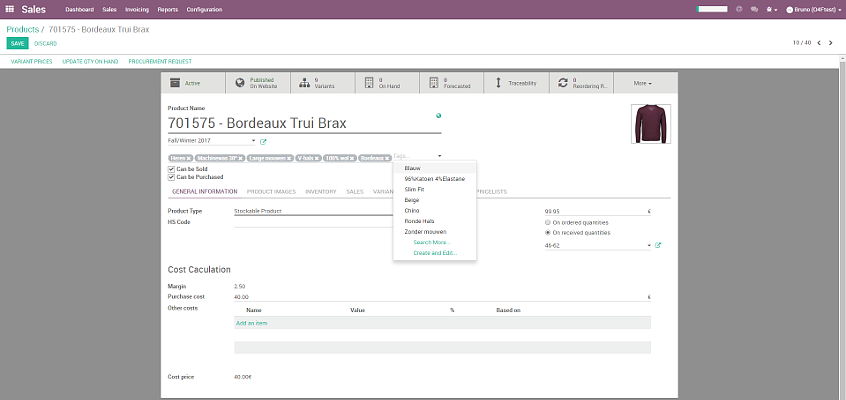 Sales Dashboard Sales Invoicing Reports Configuration Bruno (O4Ftest)
Products / 701575 - Bordeaux Trui Brax
SAVE DISCARD 10 / 40
VARIANT PRICES UPDATE QTY ON HAND PROCUREMENT REQUEST
Active Published On Website 9 Variants 0 On Hand 0 Forecasted Traceability 0 Reordering R... More
Product Name
701575 - Bordeaux Trui Brax
Fall/Winter 2017
Heren Machinewas 30° Lange mouwen V-hals 100% wol Bordeaux Tags...
Can be Sold
Can be Purchased
Blauw
96%Katoen 4%Elastane
Slim Fit
Beige
Chino
Ronde Hals
Zonder mouwen
Search More...
Create and Edit...
GENERAL INFORMATION PRODUCT IMAGES INVENTORY SALES VARIAN PRICELISTS
Product Type Stockable Product 99.95 €
HS Code On ordered quantities
On received quantities
46-62
Cost Caculation
Margin 2.50
Purchase cost 40.00 €
Other costs Name Value % Based on
Add an item
Cost price 40.00€